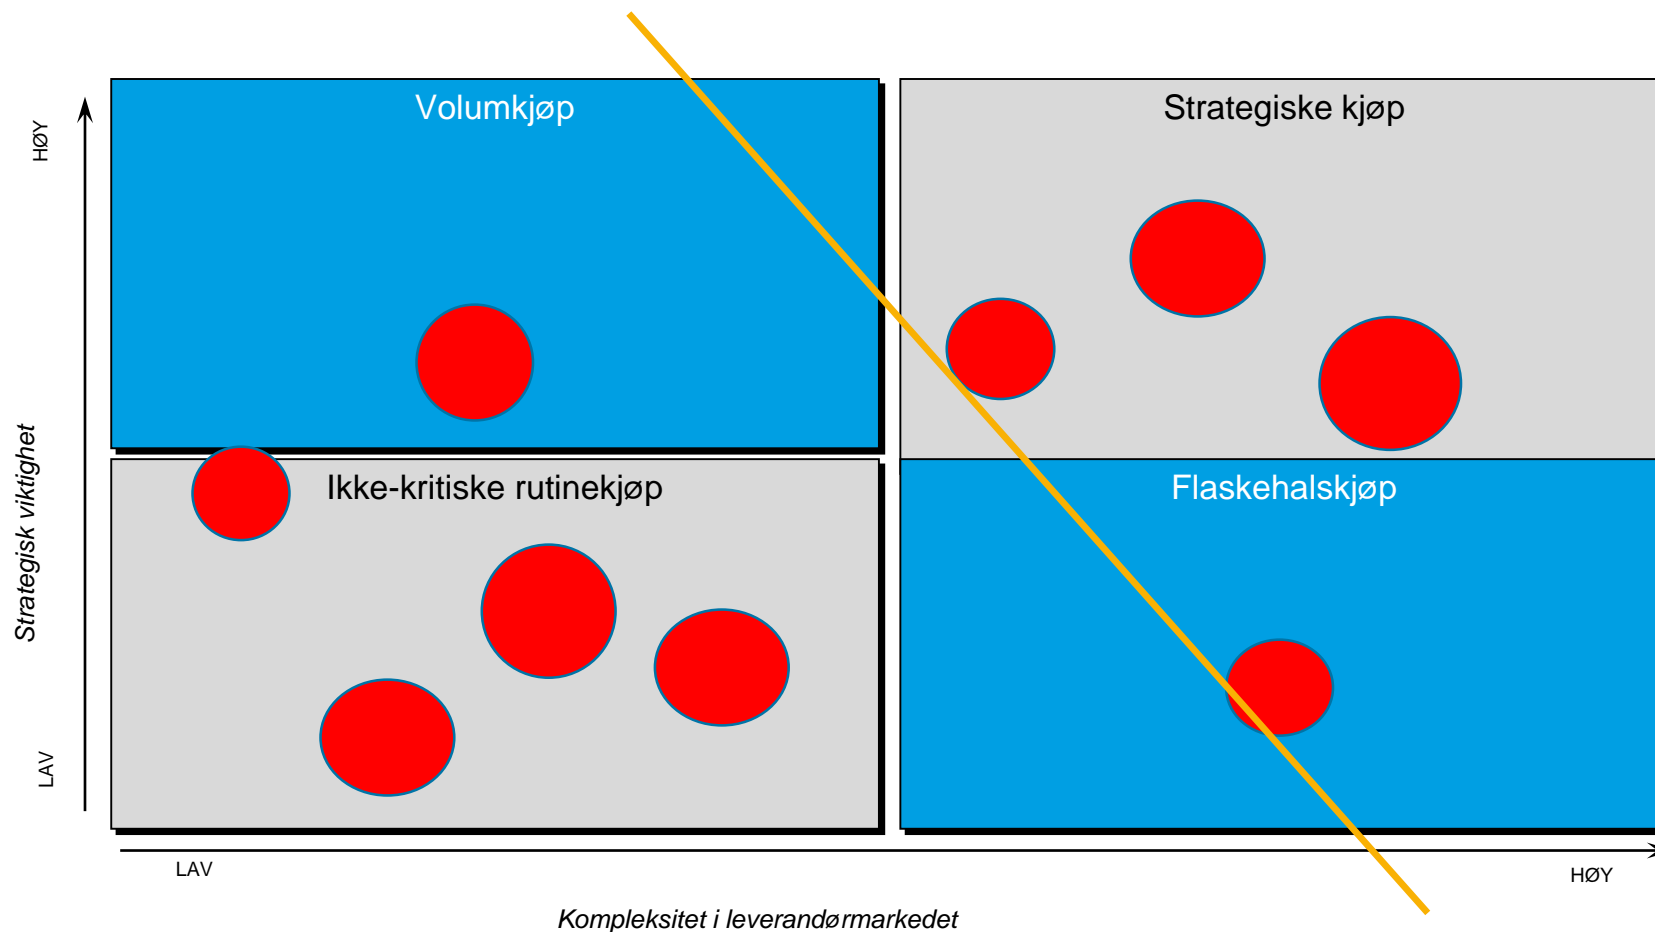 Volumkjøp
Strategiske kjøp
HØY
Strategisk viktighet
Ikke-kritiske rutinekjøp
Flaskehalskjøp
LAV
LAV
HØY
Kompleksitet i leverandørmarkedet